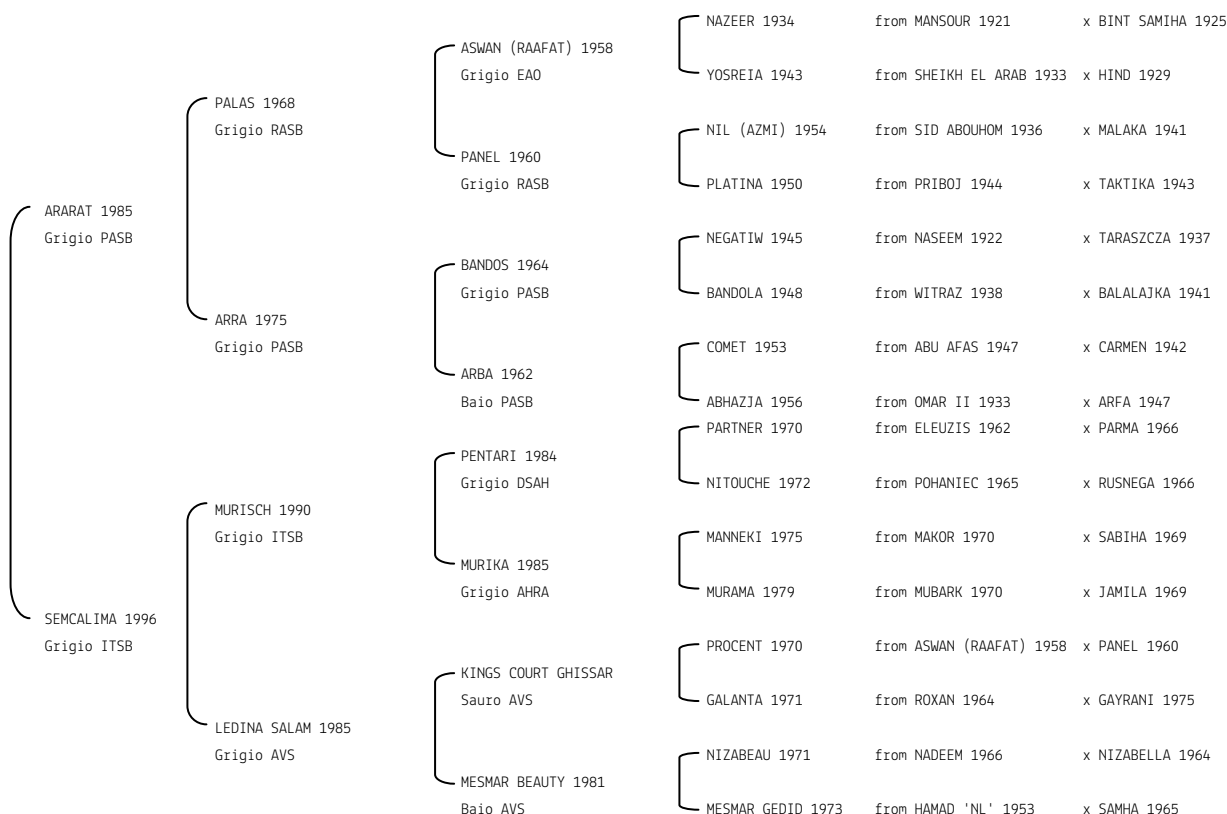 NAZEER 1934 from MANSOUR 1921 x BINT SAMIHA 1925
ASWAN (RAAFAT) 1958
Grigio EAO
YOSREIA 1943 from SHEIKH EL ARAB 1933 x HIND 1929
PALAS 1968
Grigio RASB
NIL (AZMI) 1954 from SID ABOUHOM 1936 x MALAKA 1941
PANEL 1960
Grigio RASB
PLATINA 1950 from PRIBOJ 1944 x TAKTIKA 1943
ARARAT 1985
Grigio PASB
NEGATIW 1945 from NASEEM 1922 x TARASZCZA 1937
BANDOS 1964
Grigio PASB
BANDOLA 1948 from WITRAZ 1938 x BALALAJKA 1941
ARRA 1975
Grigio PASB
COMET 1953 from ABU AFAS 1947 x CARMEN 1942
ARBA 1962
Baio PASB
ABHAZJA 1956 from OMAR II 1933 x ARFA 1947
PARTNER 1970 from ELEUZIS 1962 x PARMA 1966
PENTARI 1984
Grigio DSAH
NITOUCHE 1972 from POHANIEC 1965 x RUSNEGA 1966
MURISCH 1990
Grigio ITSB
MANNEKI 1975 from MAKOR 1970 x SABIHA 1969
MURIKA 1985
Grigio AHRA
MURAMA 1979 from MUBARK 1970 x JAMILA 1969
SEMCALIMA 1996
Grigio ITSB
PROCENT 1970 from ASWAN (RAAFAT) 1958 x PANEL 1960
KINGS COURT GHISSAR
Sauro AVS
GALANTA 1971 from ROXAN 1964 x GAYRANI 1975
LEDINA SALAM 1985
Grigio AVS
NIZABEAU 1971 from NADEEM 1966 x NIZABELLA 1964
MESMAR BEAUTY 1981
Baio AVS
MESMAR GEDID 1973 from HAMAD 'NL' 1953 x SAMHA 1965